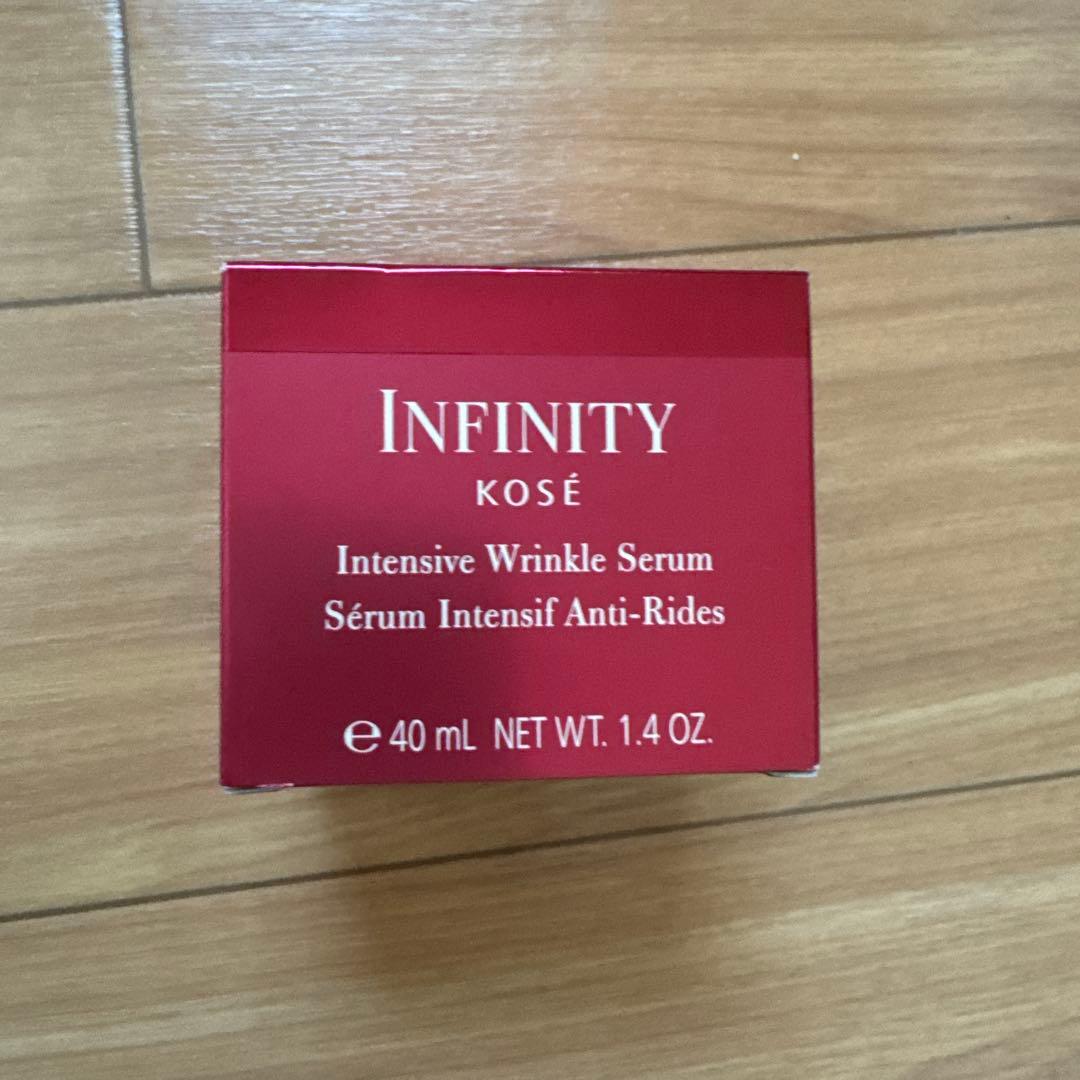 INFINITY
KOSÉ
Intensive Wrinkle Serum
Sérum Intensif Anti-Rides
℮ 40 mL NET WT. 1.4 OZ.